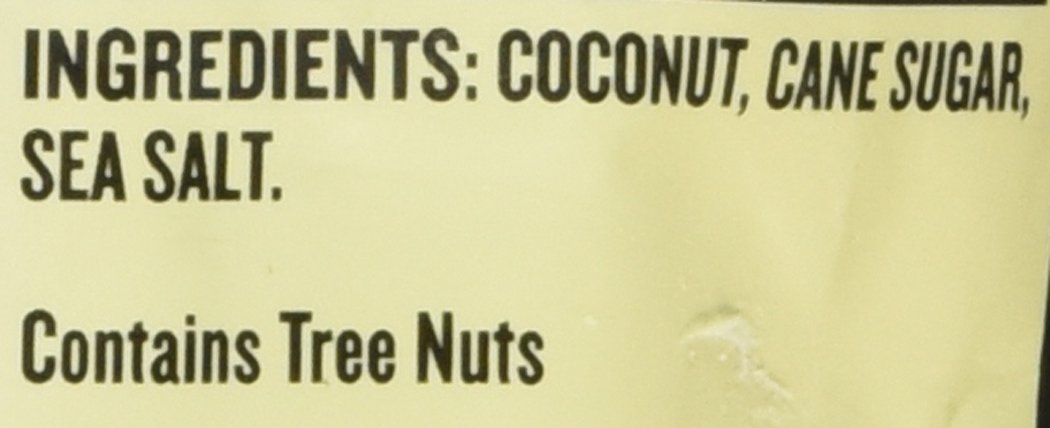 INGREDIENTS: COCONUT, CANE SUGAR,
SEA SALT.
Contains Tree Nuts